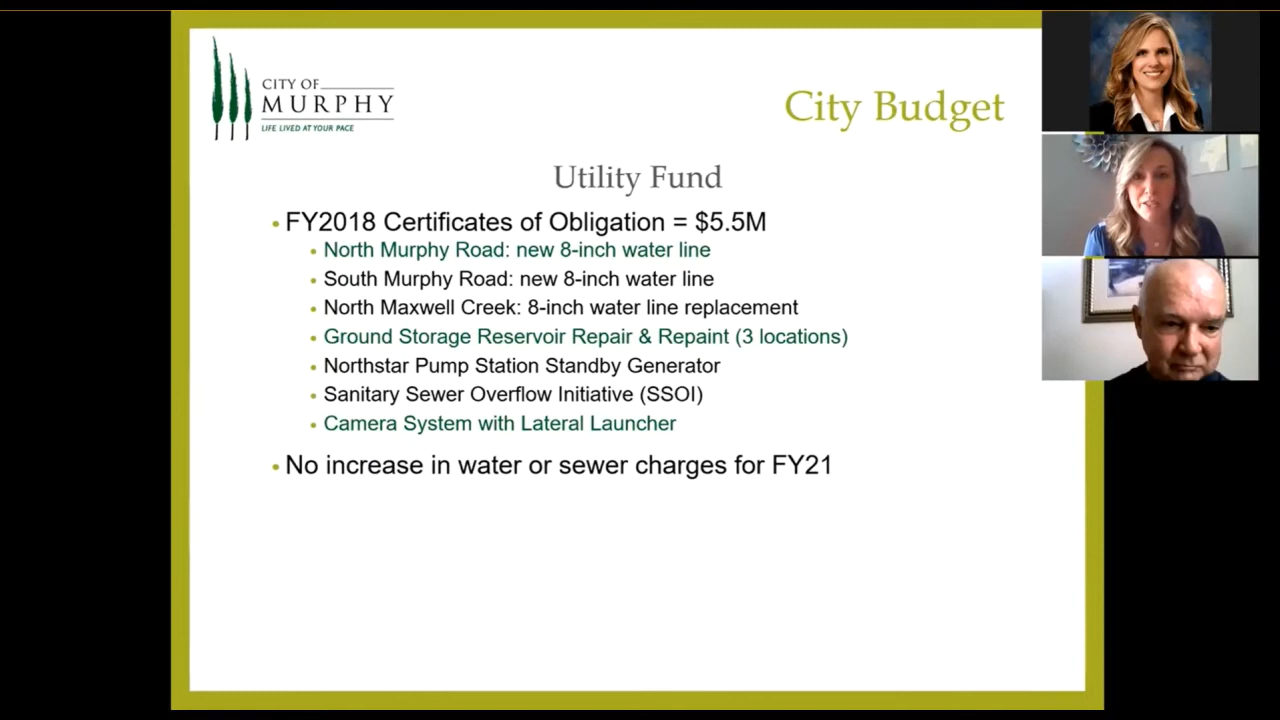 CITY OF
MURPHY
LIFE LIVED AT YOUR PACE
City Budget
Utility Fund
• FY2018 Certificates of Obligation = $5.5M
• North Murphy Road: new 8-inch water line
• South Murphy Road: new 8-inch water line
• North Maxwell Creek: 8-inch water line replacement
• Ground Storage Reservoir Repair & Repaint (3 locations)
• Northstar Pump Station Standby Generator
• Sanitary Sewer Overflow Initiative (SSOI)
• Camera System with Lateral Launcher
• No increase in water or sewer charges for FY21